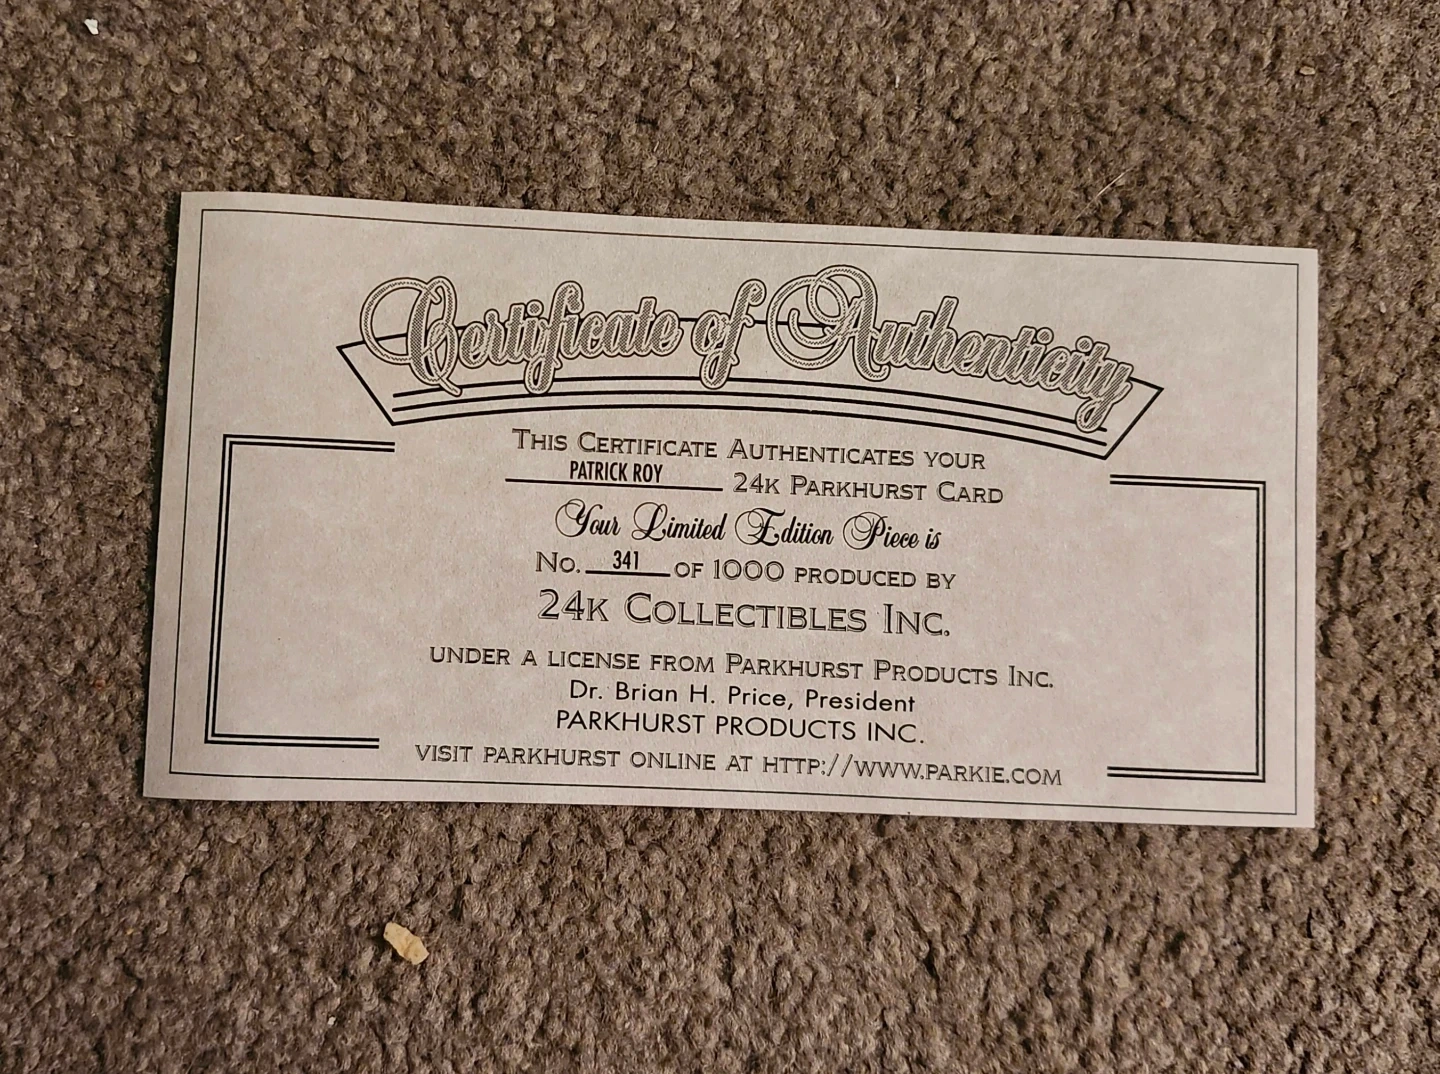 Certificate of Authenticity
THIS CERTIFICATE AUTHENTICATES YOUR
PATRICK ROY 24K PARKHURST CARD
Your Limited Edition Piece is
NO. 341 OF 1000 PRODUCED BY
24K COLLECTIBLES INC.
UNDER A LICENSE FROM PARKHURST PRODUCTS INC.
Dr. Brian H. Price, President
PARKHURST PRODUCTS INC.
VISIT PARKHURST ONLINE AT HTTP://WWW.PARKIE.COM